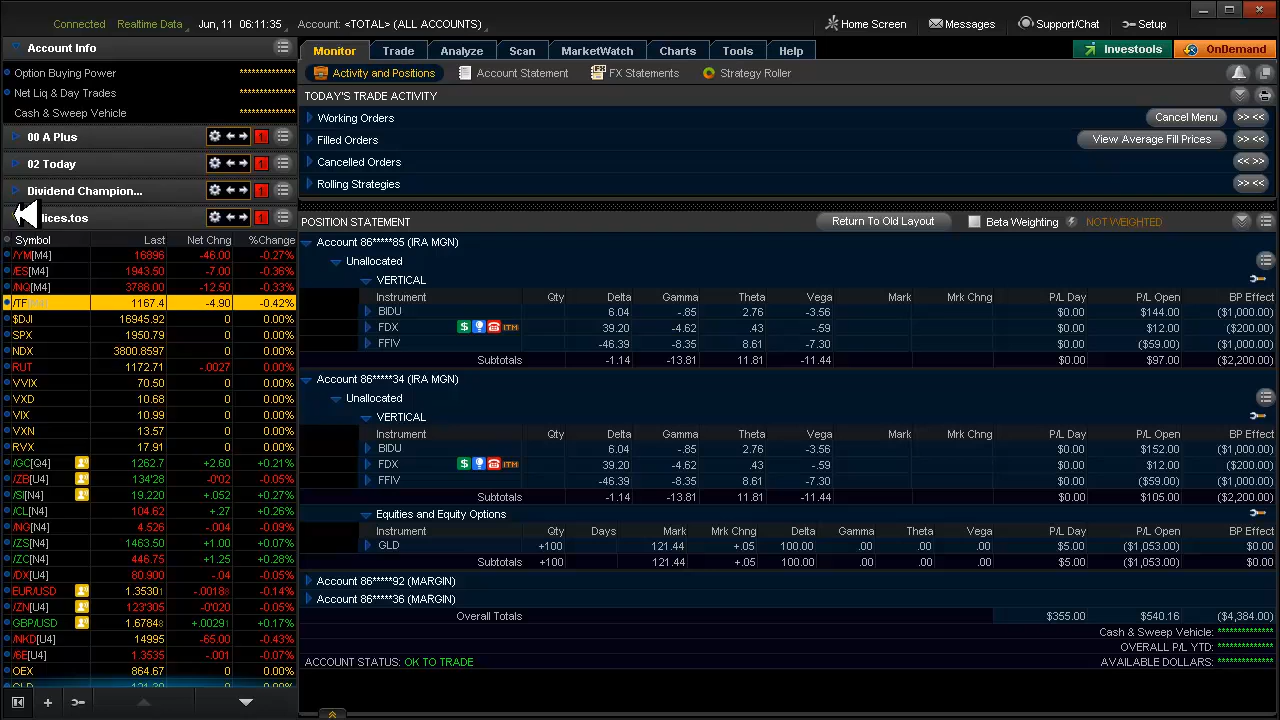 Connected Realtime Data Jun, 11 06:11:35 Account: <TOTAL> (ALL ACCOUNTS) Home Screen Messages Support/Chat Setup
Account Info
Option Buying Power **************
Net Liq & Day Trades **************
Cash & Sweep Vehicle **************
00 A Plus 1
02 Today 1
Dividend Champion... 1
lices.tos 1
Symbol Last Net Chng %Change
/YM[M4] 16896 -46.00 -0.27%
/ES[M4] 1943.50 -7.00 -0.36%
/NQ[M4] 3788.00 -12.50 -0.33%
/TF 1167.4 -4.90 -0.42%
$DJI 16945.92 0 0.00%
SPX 1950.79 0 0.00%
NDX 3800.8597 0 0.00%
RUT 1172.71 -.0027 0.00%
VVIX 70.50 0 0.00%
VXD 10.68 0 0.00%
VIX 10.99 0 0.00%
VXN 13.57 0 0.00%
RVX 17.91 0 0.00%
/GC[Q4] 1262.7 +2.60 +0.21%
/ZB[U4] 134'28 -0'02 -0.05%
/SI[N4] 19.220 +.052 +0.27%
/CL[N4] 104.62 +.27 +0.26%
/NG[N4] 4.526 -.004 -0.09%
/ZS[N4] 1463.50 +1.00 +0.07%
/ZC[N4] 446.75 +1.25 +0.28%
/DX[U4] 80.900 -.04 -0.05%
EUR/USD 1.35301 -.00188 -0.14%
/ZN[U4] 123'305 -0'020 -0.05%
GBP/USD 1.67848 +.00291 +0.17%
/NKD[U4] 14995 -65.00 -0.43%
/6E[U4] 1.3535 -.001 -0.07%
OEX 864.67 0 0.00%
GLD 121.39 0 0.00%
Monitor Trade Analyze Scan MarketWatch Charts Tools Help Investools OnDemand
Activity and Positions Account Statement FX Statements Strategy Roller
TODAY'S TRADE ACTIVITY
Working Orders Cancel Menu >> <<
Filled Orders View Average Fill Prices >> <<
Cancelled Orders << >>
Rolling Strategies >> <<
POSITION STATEMENT Return To Old Layout Beta Weighting NOT WEIGHTED
Account 86*****85 (IRA MGN)
Unallocated
VERTICAL
Instrument Qty Delta Gamma Theta Vega Mark Mrk Chng P/L Day P/L Open BP Effect
BIDU 6.04 -.85 2.76 -3.56 $0.00 $144.00 ($1,000.00)
FDX $ ITM 39.20 -4.62 .43 -.59 $0.00 $12.00 ($200.00)
FFIV -46.39 -8.35 8.61 -7.30 $0.00 ($59.00) ($1,000.00)
Subtotals -1.14 -13.81 11.81 -11.44 $0.00 $97.00 ($2,200.00)
Account 86*****34 (IRA MGN)
Unallocated
VERTICAL
Instrument Qty Delta Gamma Theta Vega Mark Mrk Chng P/L Day P/L Open BP Effect
BIDU 6.04 -.85 2.76 -3.56 $0.00 $152.00 ($1,000.00)
FDX $ ITM 39.20 -4.62 .43 -.59 $0.00 $12.00 ($200.00)
FFIV -46.39 -8.35 8.61 -7.30 $0.00 ($59.00) ($1,000.00)
Subtotals -1.14 -13.81 11.81 -11.44 $0.00 $105.00 ($2,200.00)
Equities and Equity Options
Instrument Qty Days Mark Mrk Chng Delta Gamma Theta Vega P/L Day P/L Open BP Effect
GLD +100 121.44 +.05 100.00 .00 .00 .00 $5.00 ($1,053.00) $0.00
Subtotals +100 121.44 +.05 100.00 .00 .00 .00 $5.00 ($1,053.00) $0.00
Account 86*****92 (MARGIN)
Account 86*****36 (MARGIN)
Overall Totals $355.00 $540.16 ($4,384.00)
Cash & Sweep Vehicle: **************
OVERALL P/L YTD: **************
ACCOUNT STATUS: OK TO TRADE AVAILABLE DOLLARS: **************